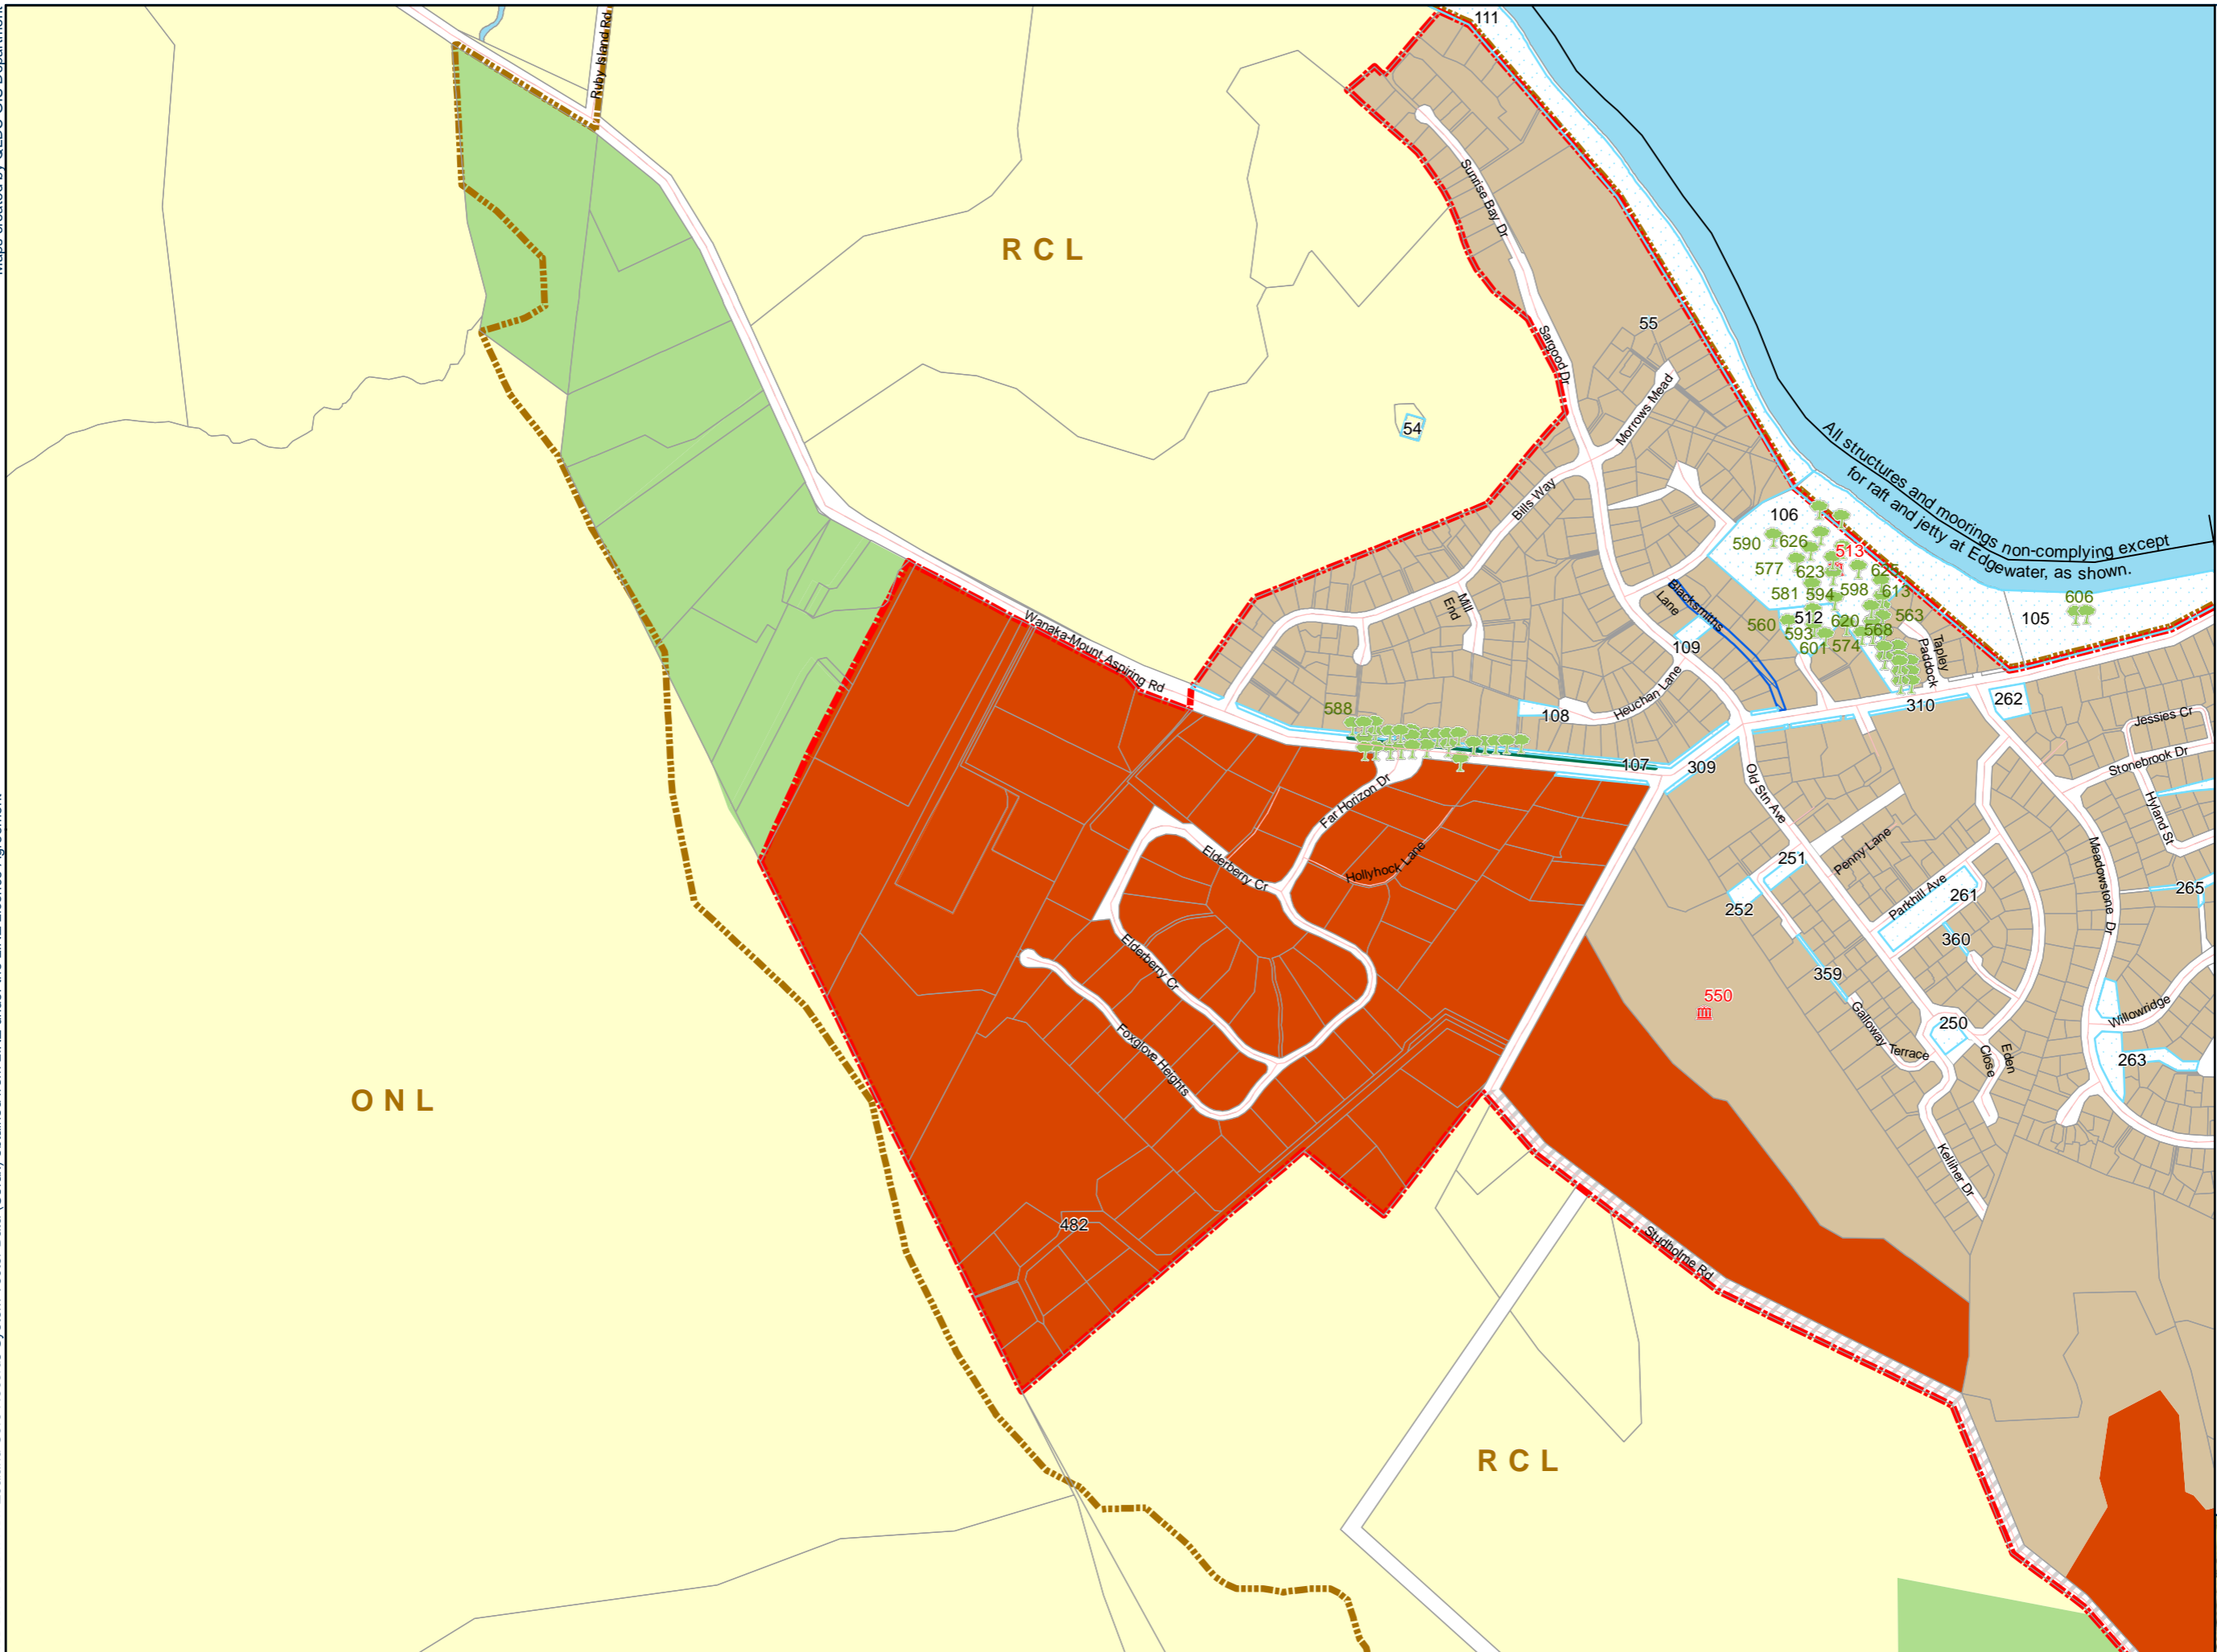 111
Ruby Island Rd
RCL
Sunrise Bay Dr
55
Sargood Dr
Morrows Mead
54
All structures and moorings non-complying except
for raft and jetty at Edgewater, as shown.
Bills Way
106
590
626
513
577
623
625
581
594
598
613
606
Blacksmiths
Lane
560
512
620
563
105
593
568
601
574
Tapley
Paddock
Mill
End
109
Wanaka-Mount Aspiring Rd
Heuchan Lane
262
588
108
310
Jessies Cr
107
309
Stonebrook Dr
Far Horizon Dr
Old Stn Ave
Hyland St
Elderberry Cr
Hollyhock Lane
251
Penny Lane
Meadowstone Dr
Parkhill Ave
261
265
252
360
Elderberry Cr
359
550
Galloway Terrace
250
Willowridge
Foxglove Heights
Eden
Close
263
ONL
Kelliher Dr
482
Studholme Rd
RCL